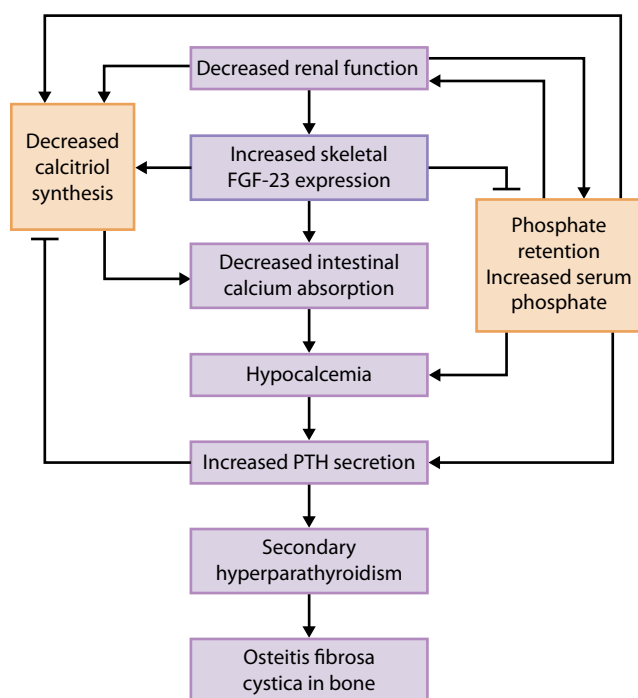 Decreased renal function
Decreased
calcitriol
synthesis
Increased skeletal
FGF-23 expression
Phosphate
retention
Increased serum
phosphate
Decreased intestinal
calcium absorption
Hypocalcemia
Increased PTH secretion
Secondary
hyperparathyroidism
Osteitis fibrosa
cystica in bone